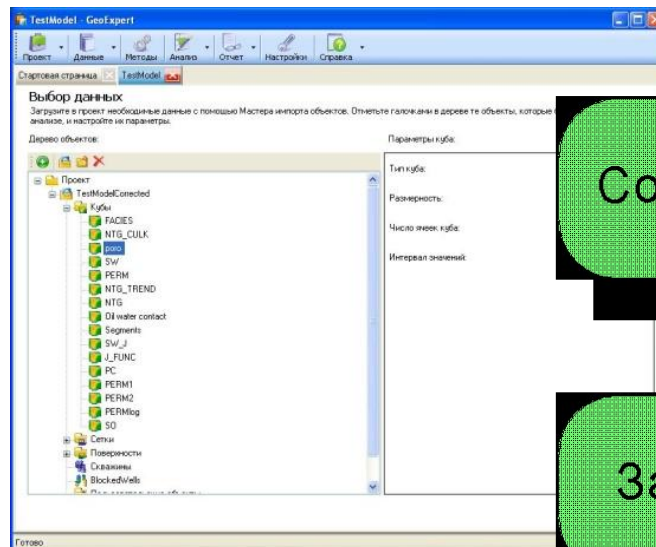 TestModel - GeoExpert
Проект Данные Методы Анализ Отчет Настройки Справка
Стартовая страница TestModel
Выбор данных
Загрузите в проект необходимые данные с помощью Мастера импорта объектов. Отметьте галочками в дереве те объекты, которые
анализе, и настройте их параметры.
Дерево объектов: Параметры куба:
Проект
TestModelCorrected
Кубы
FACIES
NTG_CULK
poro
SW
PERM
NTG_TREND
NTG
Oil water contact
Segments
SW_J
J_FUNC
PC
PERM1
PERM2
PERMlog
SO
Сетки
Поверхности
Скважины
BlockedWells
Тип куба:
Размерность:
Число ячеек куба:
Интервал значений:
Со
За
Готово